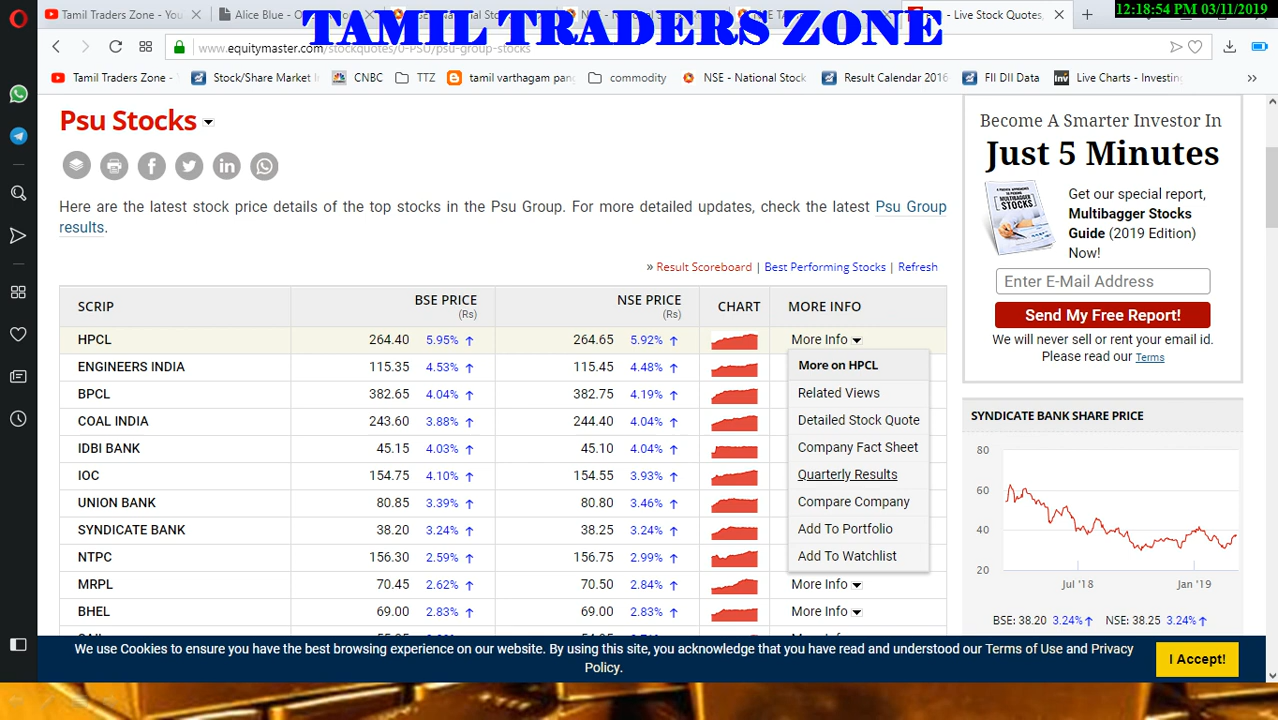 12:18:54 PM 03/11/2019
TAMIL TRADERS ZONE
Tamil Traders Zone - You
Alice Blue - O
Live Stock Quotes,
www.equitymaster.com/stockquotes/0-PSU/psu-group-stocks
Tamil Traders Zone -
Stock/Share Market I
CNBC
TTZ
tamil varthagam pan
commodity
NSE - National Stock
Result Calendar 2016
FII DII Data
Live Charts - Investin
Psu Stocks
Here are the latest stock price details of the top stocks in the Psu Group. For more detailed updates, check the latest Psu Group
results.
» Result Scoreboard | Best Performing Stocks | Refresh
SCRIP BSE PRICE (Rs) NSE PRICE (Rs) CHART MORE INFO
HPCL 264.40 5.95% ↑ 264.65 5.92% ↑ More Info
ENGINEERS INDIA 115.35 4.53% ↑ 115.45 4.48% ↑
BPCL 382.65 4.04% ↑ 382.75 4.19% ↑
COAL INDIA 243.60 3.88% ↑ 244.40 4.04% ↑
IDBI BANK 45.15 4.03% ↑ 45.10 4.04% ↑
IOC 154.75 4.10% ↑ 154.55 3.93% ↑
UNION BANK 80.85 3.39% ↑ 80.80 3.46% ↑
SYNDICATE BANK 38.20 3.24% ↑ 38.25 3.24% ↑
NTPC 156.30 2.59% ↑ 156.75 2.99% ↑
MRPL 70.45 2.62% ↑ 70.50 2.84% ↑ More Info
BHEL 69.00 2.83% ↑ 69.00 2.83% ↑ More Info
More on HPCL
Related Views
Detailed Stock Quote
Company Fact Sheet
Quarterly Results
Compare Company
Add To Portfolio
Add To Watchlist
Become A Smarter Investor In
Just 5 Minutes
Get our special report,
Multibagger Stocks
Guide (2019 Edition)
Now!
Enter E-Mail Address
Send My Free Report!
We will never sell or rent your email id.
Please read our Terms
SYNDICATE BANK SHARE PRICE
80
60
40
20
Jul '18 Jan '19
BSE: 38.20 3.24%↑ NSE: 38.25 3.24%↑
We use Cookies to ensure you have the best browsing experience on our website. By using this site, you acknowledge that you have read and understood our Terms of Use and Privacy
Policy.
I Accept!